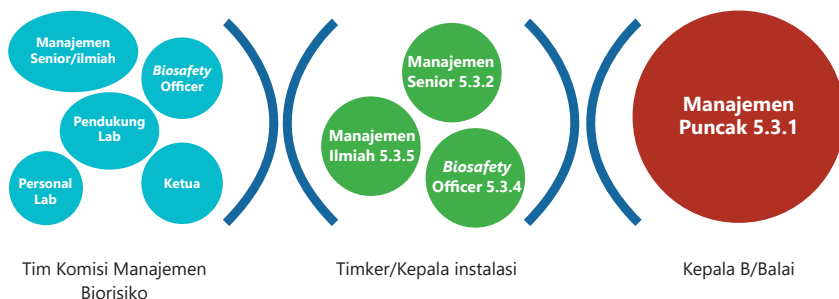 Manajemen
Senior/ilmiah
Biosafety
Officer
Pendukung
Lab
Personal
Lab
Ketua
Tim Komisi Manajemen
Biorisiko
Manajemen
Senior 5.3.2
Manajemen
Ilmiah 5.3.5
Biosafety
Officer 5.3.4
Timker/Kepala instalasi
Manajemen
Puncak 5.3.1
Kepala B/Balai